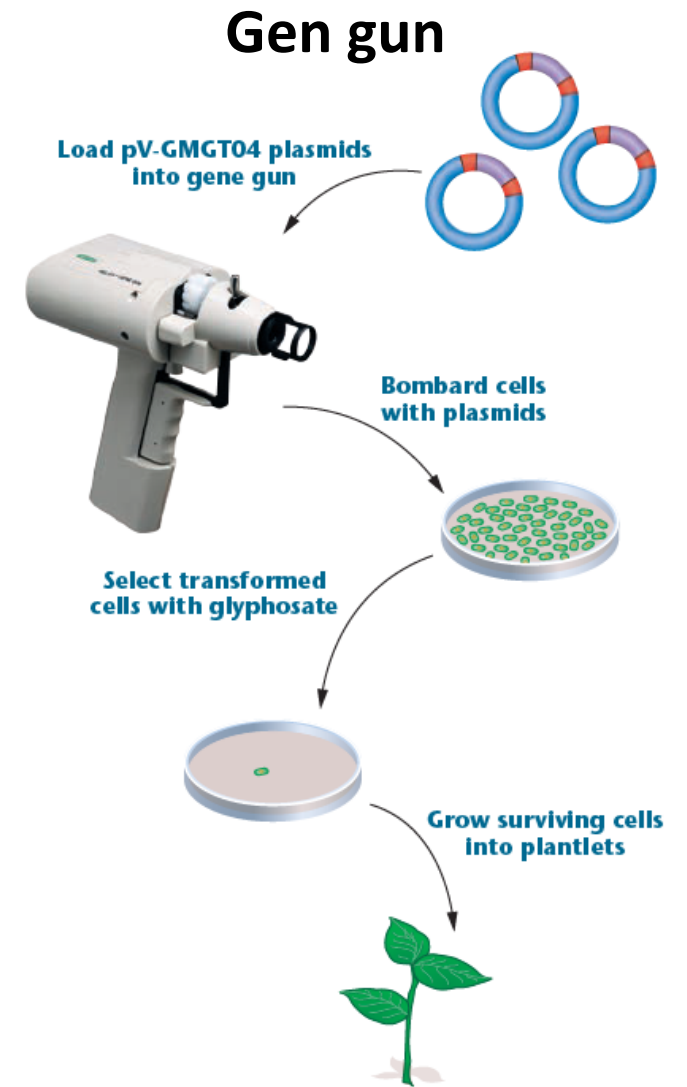 Gen gun
Load pV-GMGT04 plasmids
into gene gun
Bombard cells
with plasmids
Select transformed
cells with glyphosate
Grow surviving cells
into plantlets